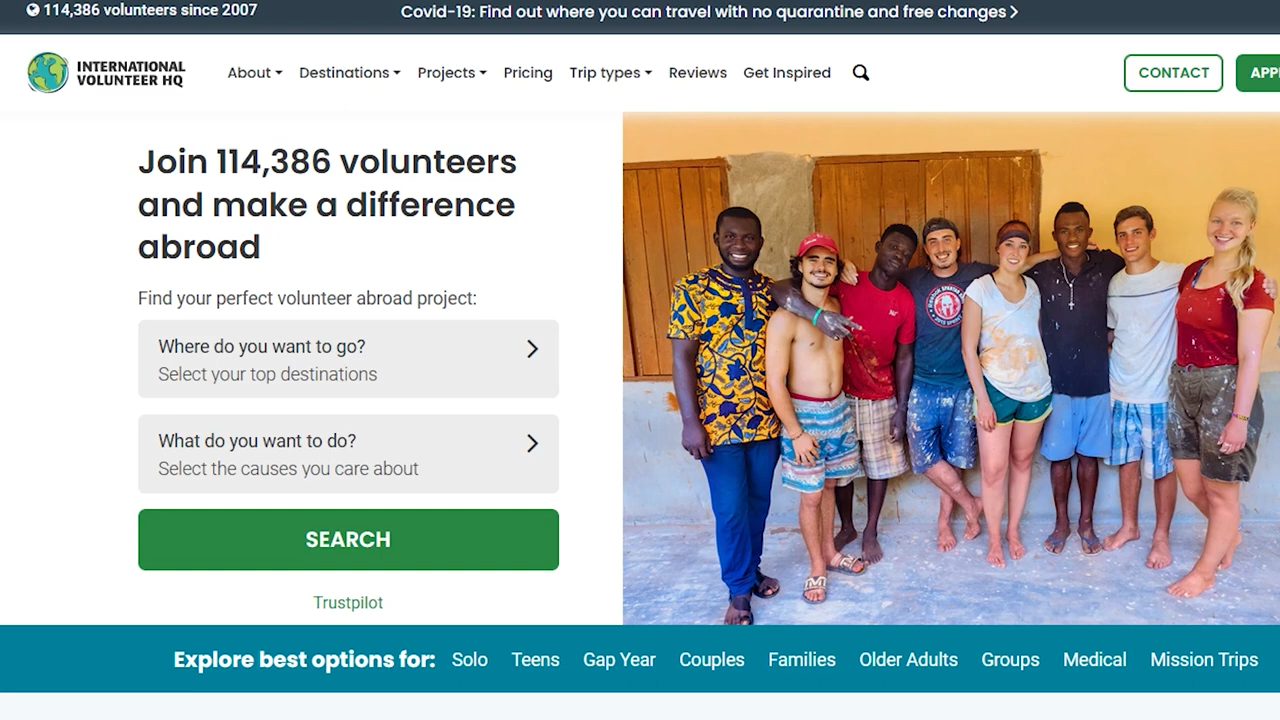 114,386 volunteers since 2007
Covid-19: Find out where you can travel with no quarantine and free changes
INTERNATIONAL
VOLUNTEER HQ
About
Destinations
Projects
Pricing
Trip types
Reviews
Get Inspired
CONTACT
APPL
Join 114,386 volunteers
and make a difference
abroad
Find your perfect volunteer abroad project:
Where do you want to go?
Select your top destinations
What do you want to do?
Select the causes you care about
SEARCH
Trustpilot
Explore best options for: Solo Teens Gap Year Couples Families Older Adults Groups Medical Mission Trips